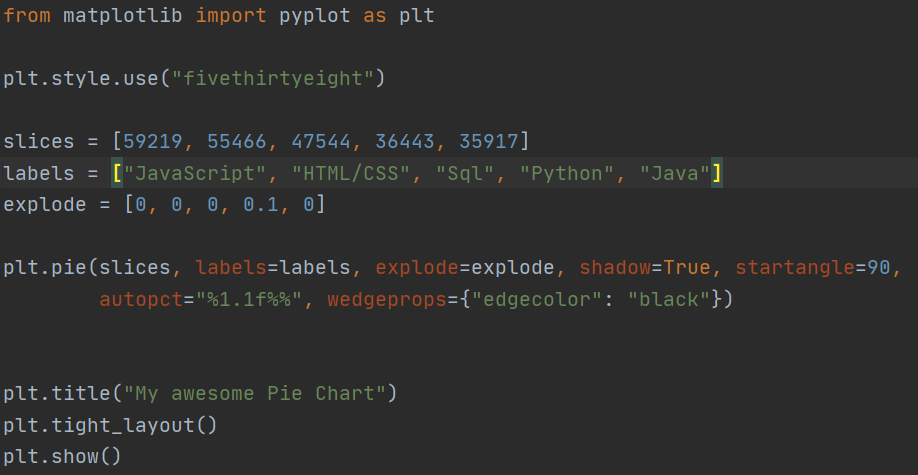 from matplotlib import pyplot as plt
plt.style.use("fivethirtyeight")
slices = [59219, 55466, 47544, 36443, 35917]
labels = ["JavaScript", "HTML/CSS", "Sql", "Python", "Java"]
explode = [0, 0, 0, 0.1, 0]
plt.pie(slices, labels=labels, explode=explode, shadow=True, startangle=90,
autopct="%1.1f%%", wedgeprops={"edgecolor": "black"})
plt.title("My awesome Pie Chart")
plt.tight_layout()
plt.show()